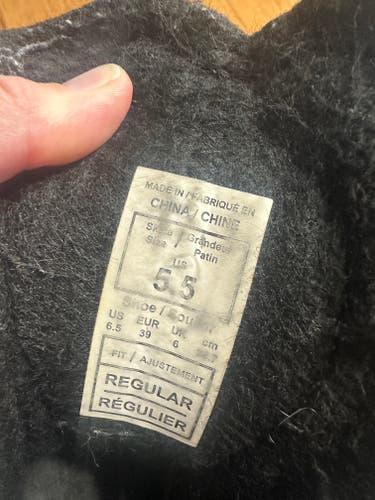 MADE IN / FABRIQUÉ EN
CHINA / CHINE
Skate / Grandeur
Size / Patin
US
5.5
Shoe /
US EUR UK cm
6.5 39 6
FIT / AJUSTEMENT
REGULAR
RÉGULIER